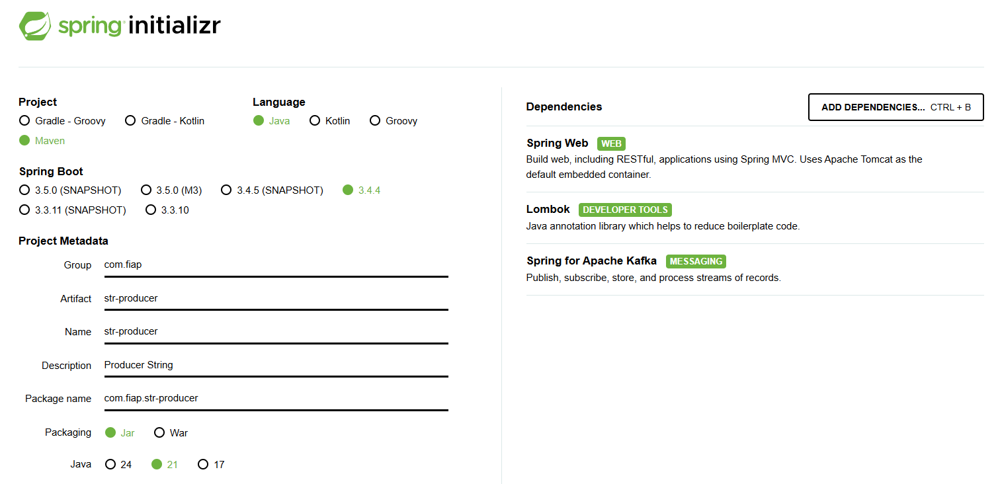 spring initializr
Project
Gradle - Groovy Gradle - Kotlin
Maven
Language
Java Kotlin Groovy
Spring Boot
3.5.0 (SNAPSHOT) 3.5.0 (M3) 3.4.5 (SNAPSHOT) 3.4.4
3.3.11 (SNAPSHOT) 3.3.10
Project Metadata
Group com.fiap
Artifact str-producer
Name str-producer
Description Producer String
Package name com.fiap.str-producer
Packaging Jar War
Java 24 21 17
Dependencies ADD DEPENDENCIES... CTRL + B
Spring Web WEB
Build web, including RESTful, applications using Spring MVC. Uses Apache Tomcat as the
default embedded container.
Lombok DEVELOPER TOOLS
Java annotation library which helps to reduce boilerplate code.
Spring for Apache Kafka MESSAGING
Publish, subscribe, store, and process streams of records.